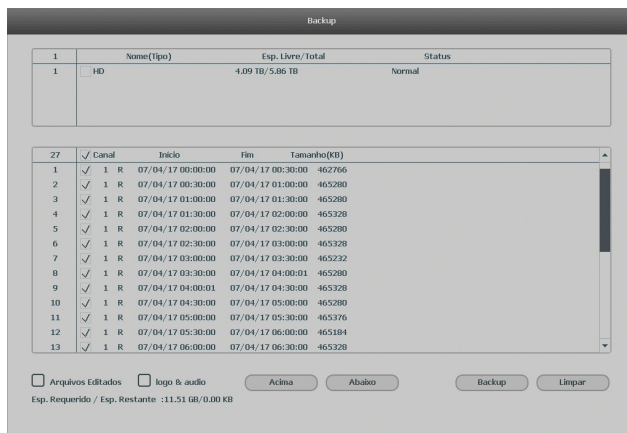 Backup
1 Nome(Tipo) Esp. Livre/Total Status
1 HD 4.09 TB/5.86 TB Normal
27 Canal Início Fim Tamanho(KB)
1 1 R 07/04/17 00:00:00 07/04/17 00:30:00 462766
2 1 R 07/04/17 00:30:00 07/04/17 01:00:00 465280
3 1 R 07/04/17 01:00:00 07/04/17 01:30:00 465280
4 1 R 07/04/17 01:30:00 07/04/17 02:00:00 465328
5 1 R 07/04/17 02:00:00 07/04/17 02:30:00 465280
6 1 R 07/04/17 02:30:00 07/04/17 03:00:00 465328
7 1 R 07/04/17 03:00:00 07/04/17 03:30:00 465232
8 1 R 07/04/17 03:30:00 07/04/17 04:00:01 465280
9 1 R 07/04/17 04:00:01 07/04/17 04:30:00 465328
10 1 R 07/04/17 04:30:00 07/04/17 05:00:00 465280
11 1 R 07/04/17 05:00:00 07/04/17 05:30:00 465376
12 1 R 07/04/17 05:30:00 07/04/17 06:00:00 465184
13 1 R 07/04/17 06:00:00 07/04/17 06:30:00 465328
Arquivos Editados logo & audio Acima Abaixo Backup Limpar
Esp. Requerido / Esp. Restante :11.51 GB/0.00 KB